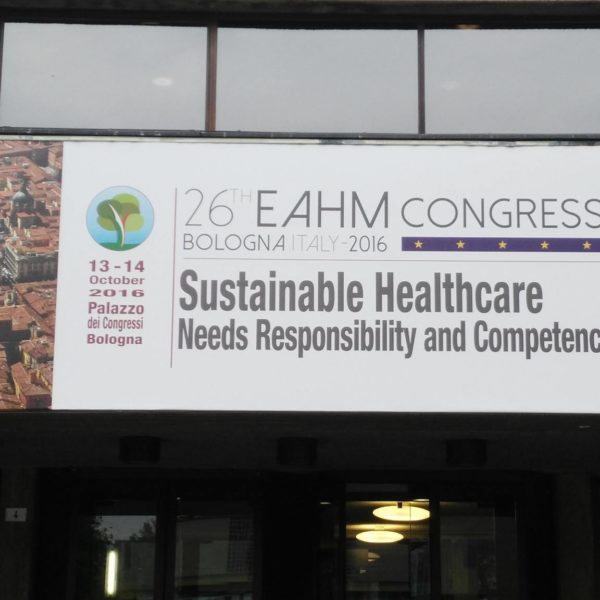 26TH EAHM CONGRESS
BOLOGNA ITALY-2016
13-14
October
2016
Palazzo
dei Congressi
Bologna
Sustainable Healthcare
Needs Responsibility and Competenc
4